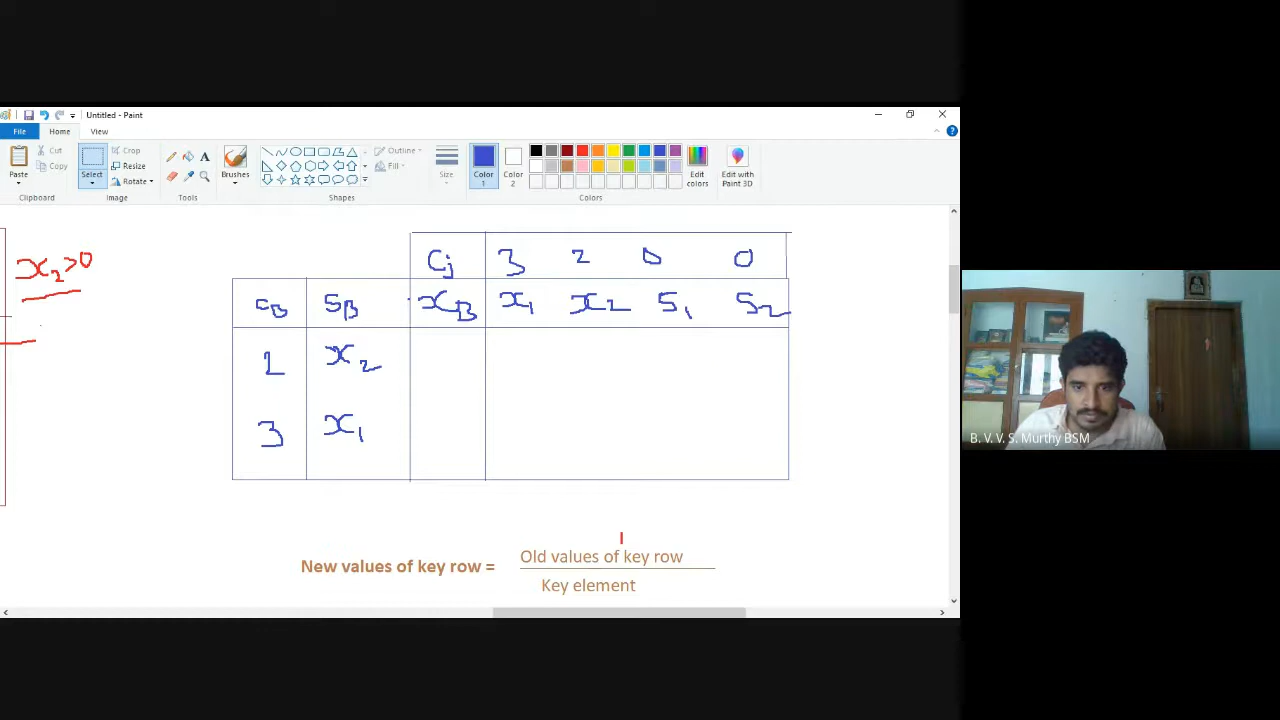 Untitled - Paint
File Home View
Paste Cut Copy Clipboard
Select Crop Resize Rotate Image
Tools
Brushes
Outline Fill Shapes
Size
Color 1 Color 2 Edit colors Colors
Edit with Paint 3D
x₂>0
Cj 3 2 0 0
CB SB xB x1 x2 S1 S2
2 x2
3 x1
New values of key row =
Old values of key row
Key element
B. V. V. S. Murthy BSM